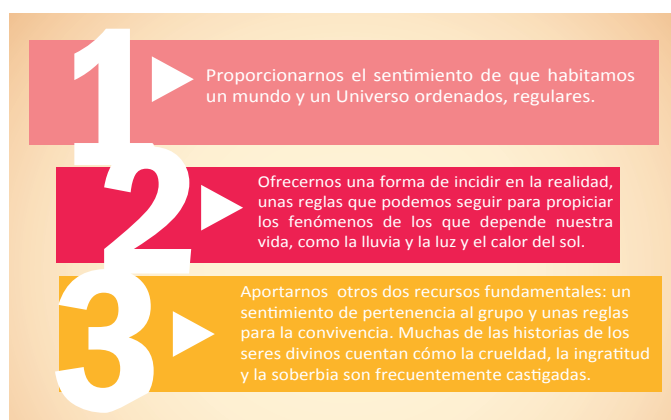 1
Proporcionarnos el sentimiento de que habitamos
un mundo y un Universo ordenados, regulares.
2
Ofrecernos una forma de incidir en la realidad,
unas reglas que podemos seguir para propiciar
los fenómenos de los que depende nuestra
vida, como la lluvia y la luz y el calor del sol.
3
Aportarnos otros dos recursos fundamentales: un
sentimiento de pertenencia al grupo y unas reglas
para la convivencia. Muchas de las historias de los
seres divinos cuentan cómo la crueldad, la ingratitud
y la soberbia son frecuentemente castigadas.